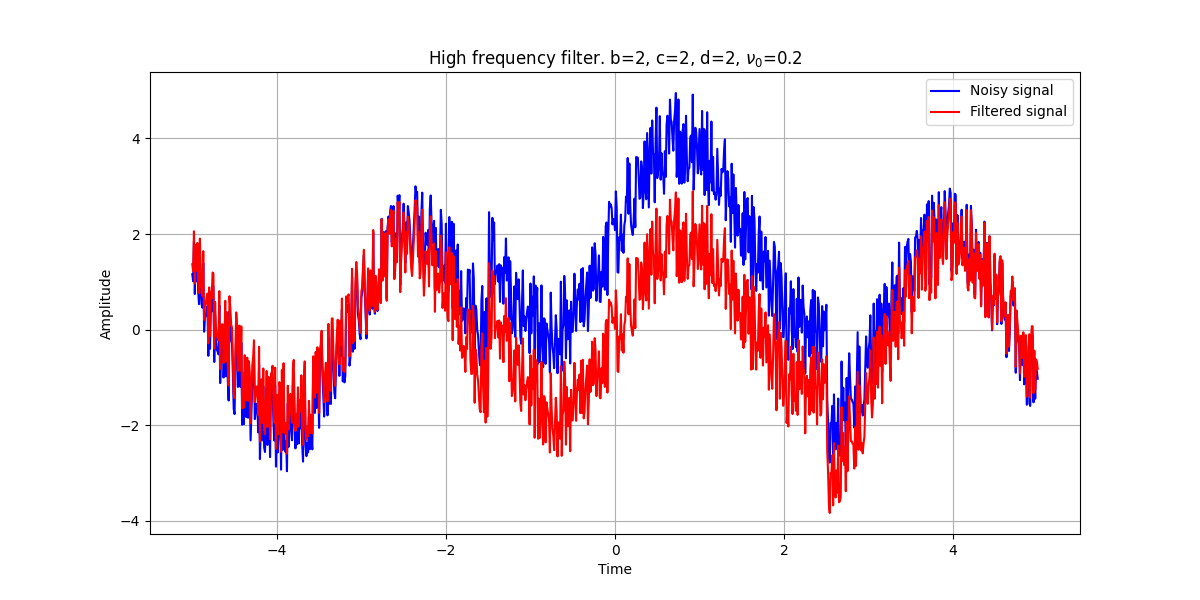 High frequency filter. b=2, c=2, d=2, ν₀=0.2
Noisy signal
Filtered signal
Amplitude
4
2
0
−2
−4
−4
−2
0
2
4
Time